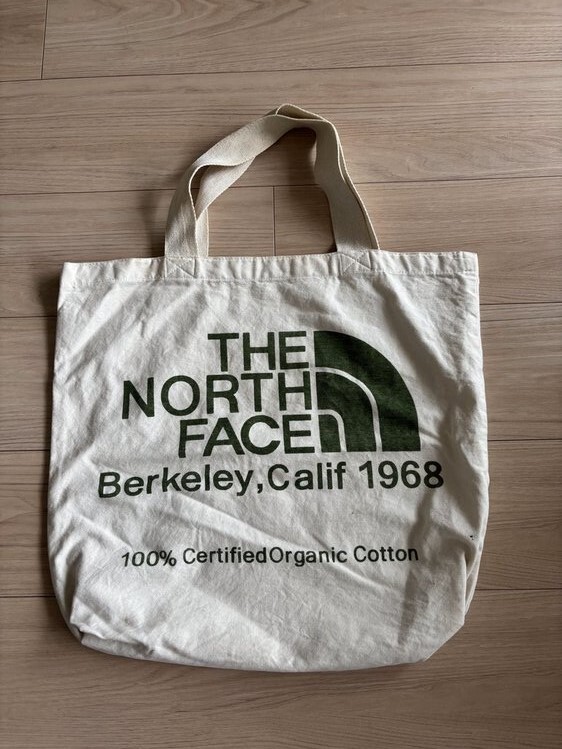 THE
NORTH
FACE
Berkeley,Calif 1968
100% CertifiedOrganic Cotton